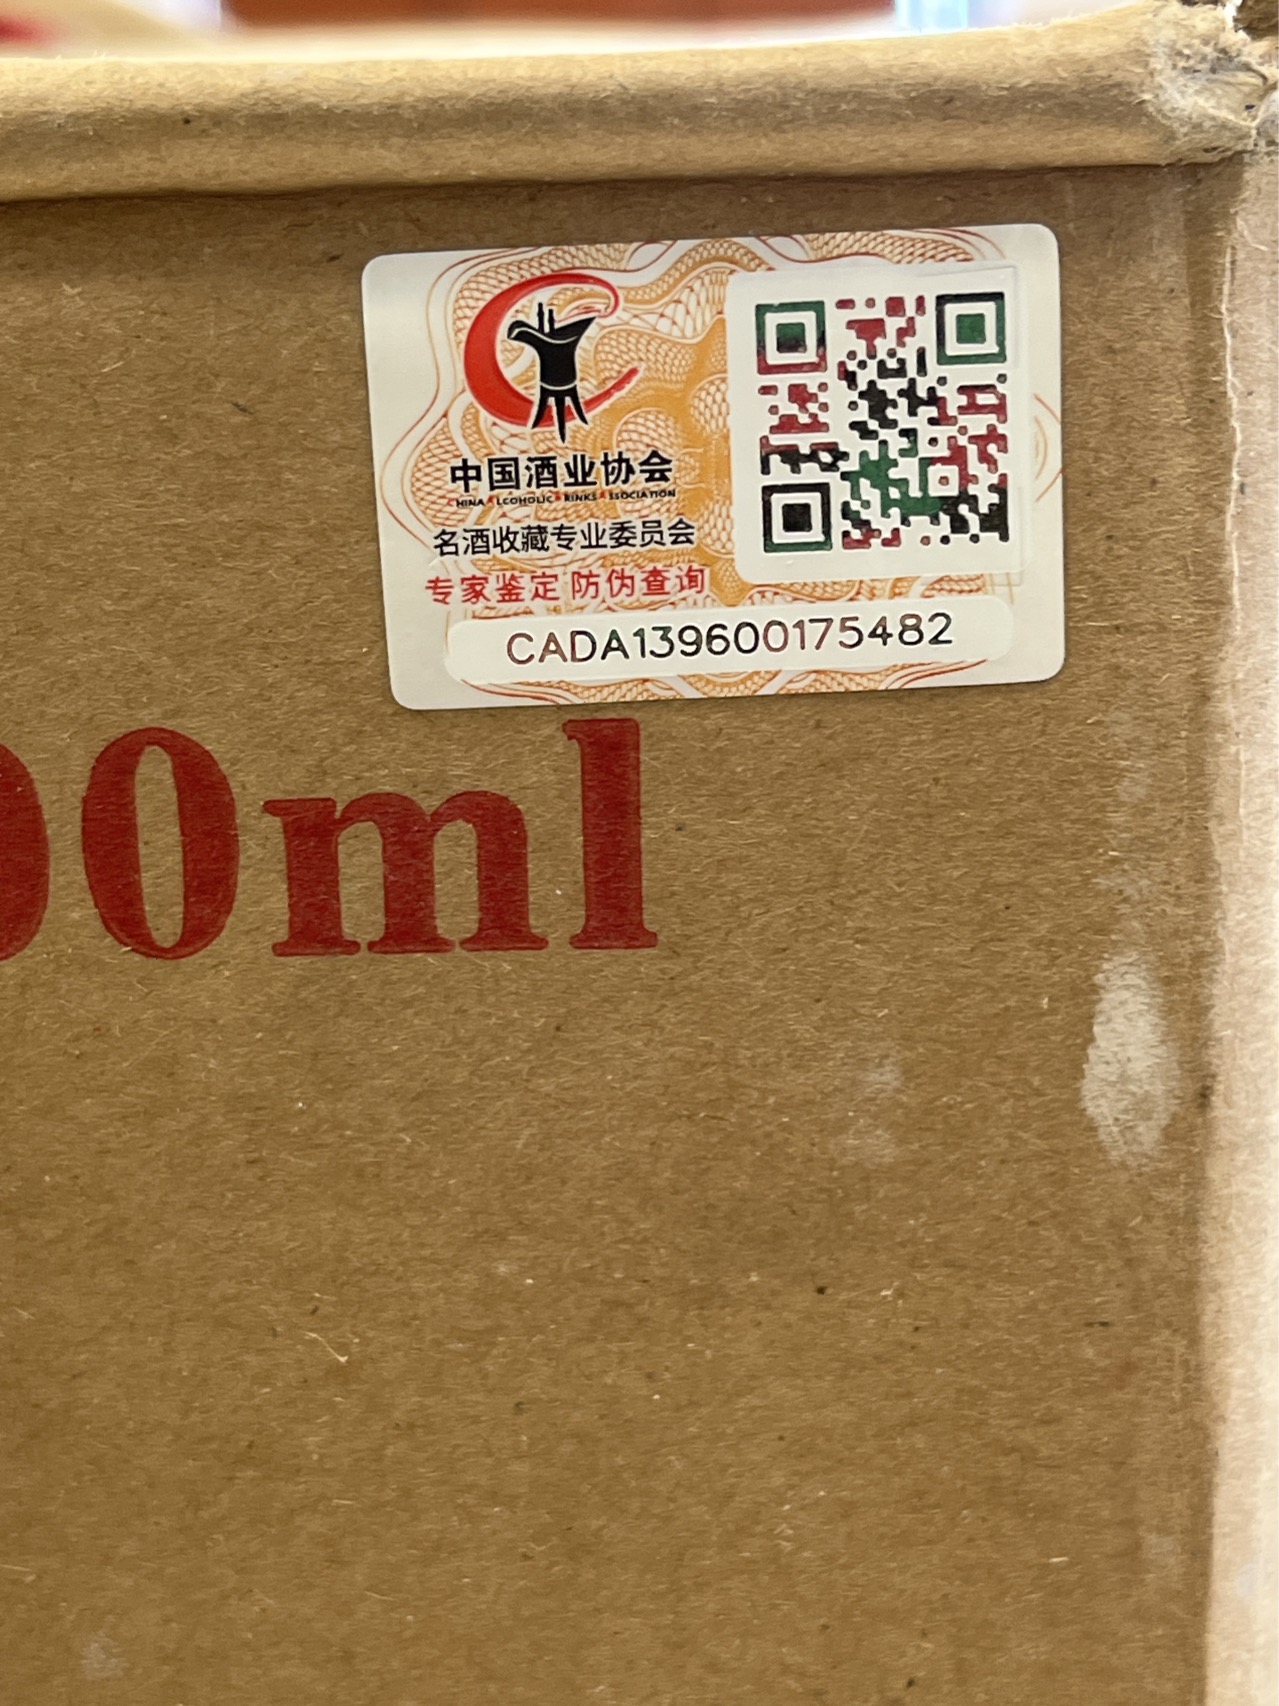 中国酒业协会
CHINA ALCOHOLIC DRINKS ASSOCIATION
名酒收藏专业委员会
专家鉴定 防伪查询
CADA139600175482
00ml